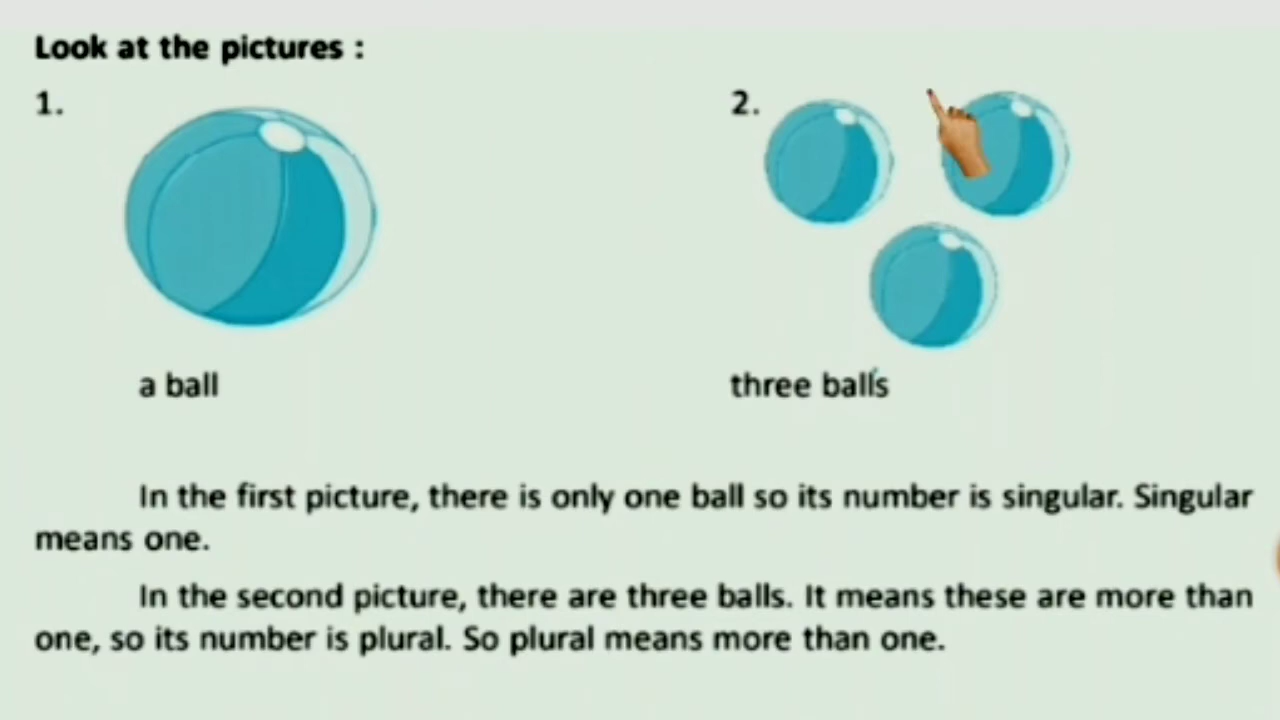 Look at the pictures :
1.
2.
a ball
three balls
In the first picture, there is only one ball so its number is singular. Singular
means one.
In the second picture, there are three balls. It means these are more than
one, so its number is plural. So plural means more than one.